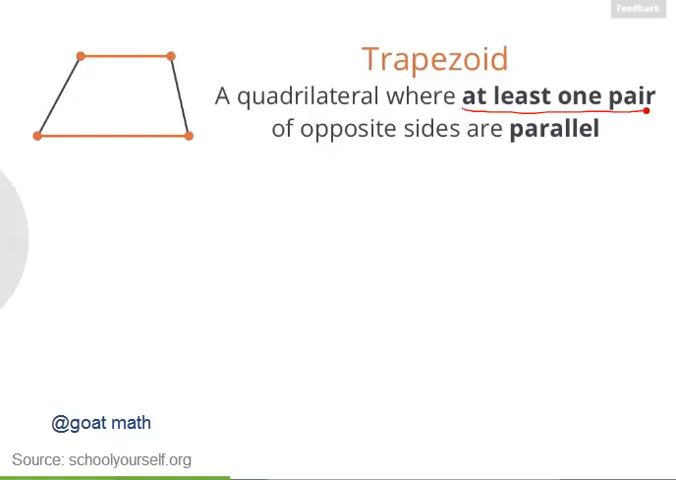 Feedback
Trapezoid
A quadrilateral where at least one pair
of opposite sides are parallel
@goat math
Source: schoolyourself.org